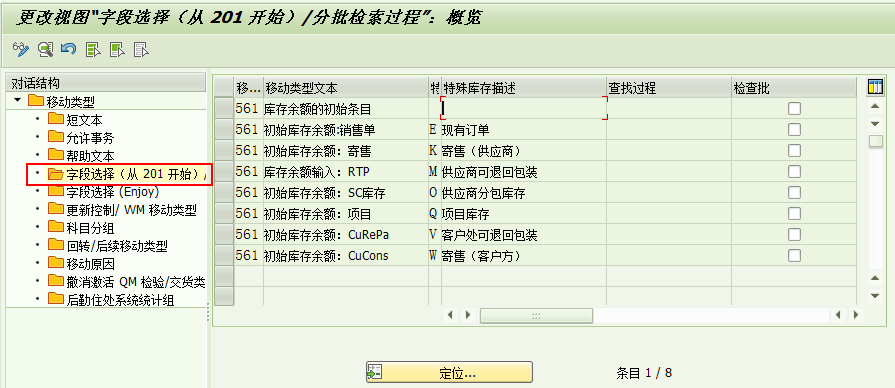 更改视图"字段选择（从 201 开始）/分批检索过程"：概览
对话结构
移动类型
短文本
允许事务
帮助文本
字段选择（从 201 开始）/
字段选择 (Enjoy)
更新控制/ WM 移动类型
科目分组
回转/后续移动类型
移动原因
撤消激活 QM 检验/交货类
后勤住处系统统计组
移... 移动类型文本 特 特殊库存描述 查找过程 检查批
561 库存余额的初始条目
561 初始库存余额:销售单 E 现有订单
561 初始库存余额：寄售 K 寄售（供应商）
561 库存余额输入：RTP M 供应商可退回包装
561 初始库存余额：SC库存 O 供应商分包库存
561 初始库存余额：项目 Q 项目库存
561 初始库存余额：CuRePa V 客户处可退回包装
561 初始库存余额：CuCons W 寄售（客户方）
定位... 条目 1 / 8